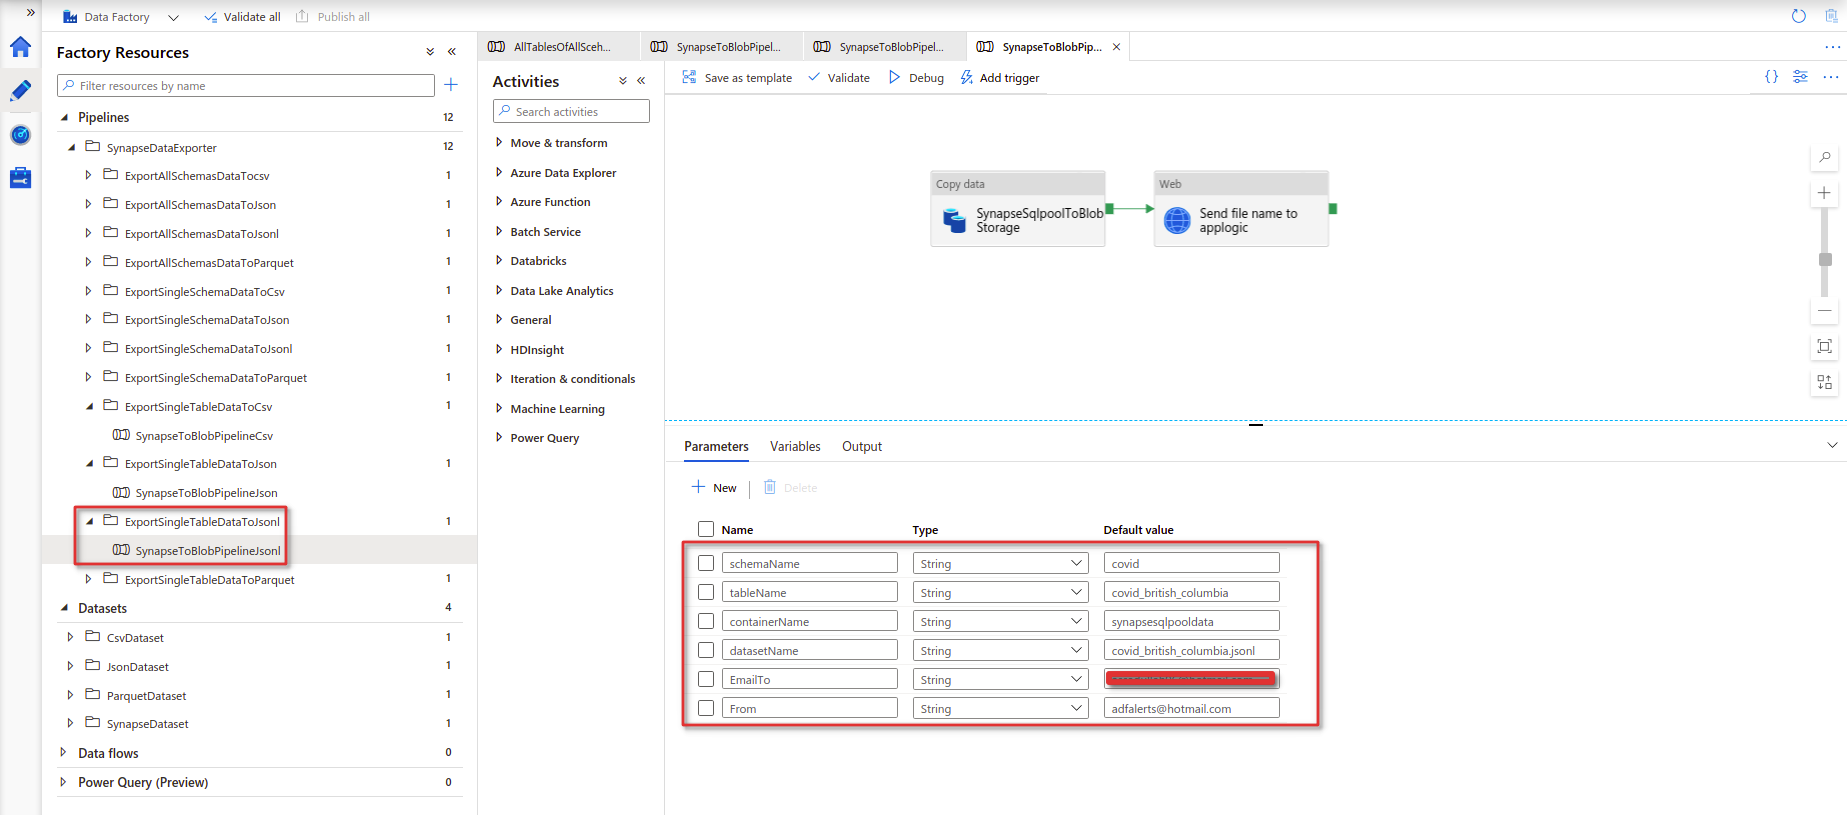 »
Data Factory
Validate all
Publish all
Factory Resources
Filter resources by name
Pipelines 12
SynapseDataExporter 12
ExportAllSchemasDataTocsv 1
ExportAllSchemasDataToJson 1
ExportAllSchemasDataToJsonl 1
ExportAllSchemasDataToParquet 1
ExportSingleSchemaDataToCsv 1
ExportSingleSchemaDataToJson 1
ExportSingleSchemaDataToJsonl 1
ExportSingleSchemaDataToParquet 1
ExportSingleTableDataToCsv 1
SynapseToBlobPipelineCsv
ExportSingleTableDataToJson 1
SynapseToBlobPipelineJson
ExportSingleTableDataToJsonl 1
SynapseToBlobPipelineJsonl
ExportSingleTableDataToParquet 1
Datasets 4
CsvDataset 1
JsonDataset 1
ParquetDataset 1
SynapseDataset 1
Data flows 0
Power Query (Preview) 0
AllTablesOfAllSceh...
SynapseToBlobPipel...
SynapseToBlobPipel...
SynapseToBlobPip...
Activities
Search activities
Move & transform
Azure Data Explorer
Azure Function
Batch Service
Databricks
Data Lake Analytics
General
HDInsight
Iteration & conditionals
Machine Learning
Power Query
Save as template
Validate
Debug
Add trigger
Copy data
SynapseSqlpoolToBlob
Storage
Web
Send file name to
applogic
Parameters Variables Output
New
Delete
Name Type Default value
schemaName String covid
tableName String covid_british_columbia
containerName String synapsesqlpooldata
datasetName String covid_british_columbia.jsonl
EmailTo String
From String adfalerts@hotmail.com